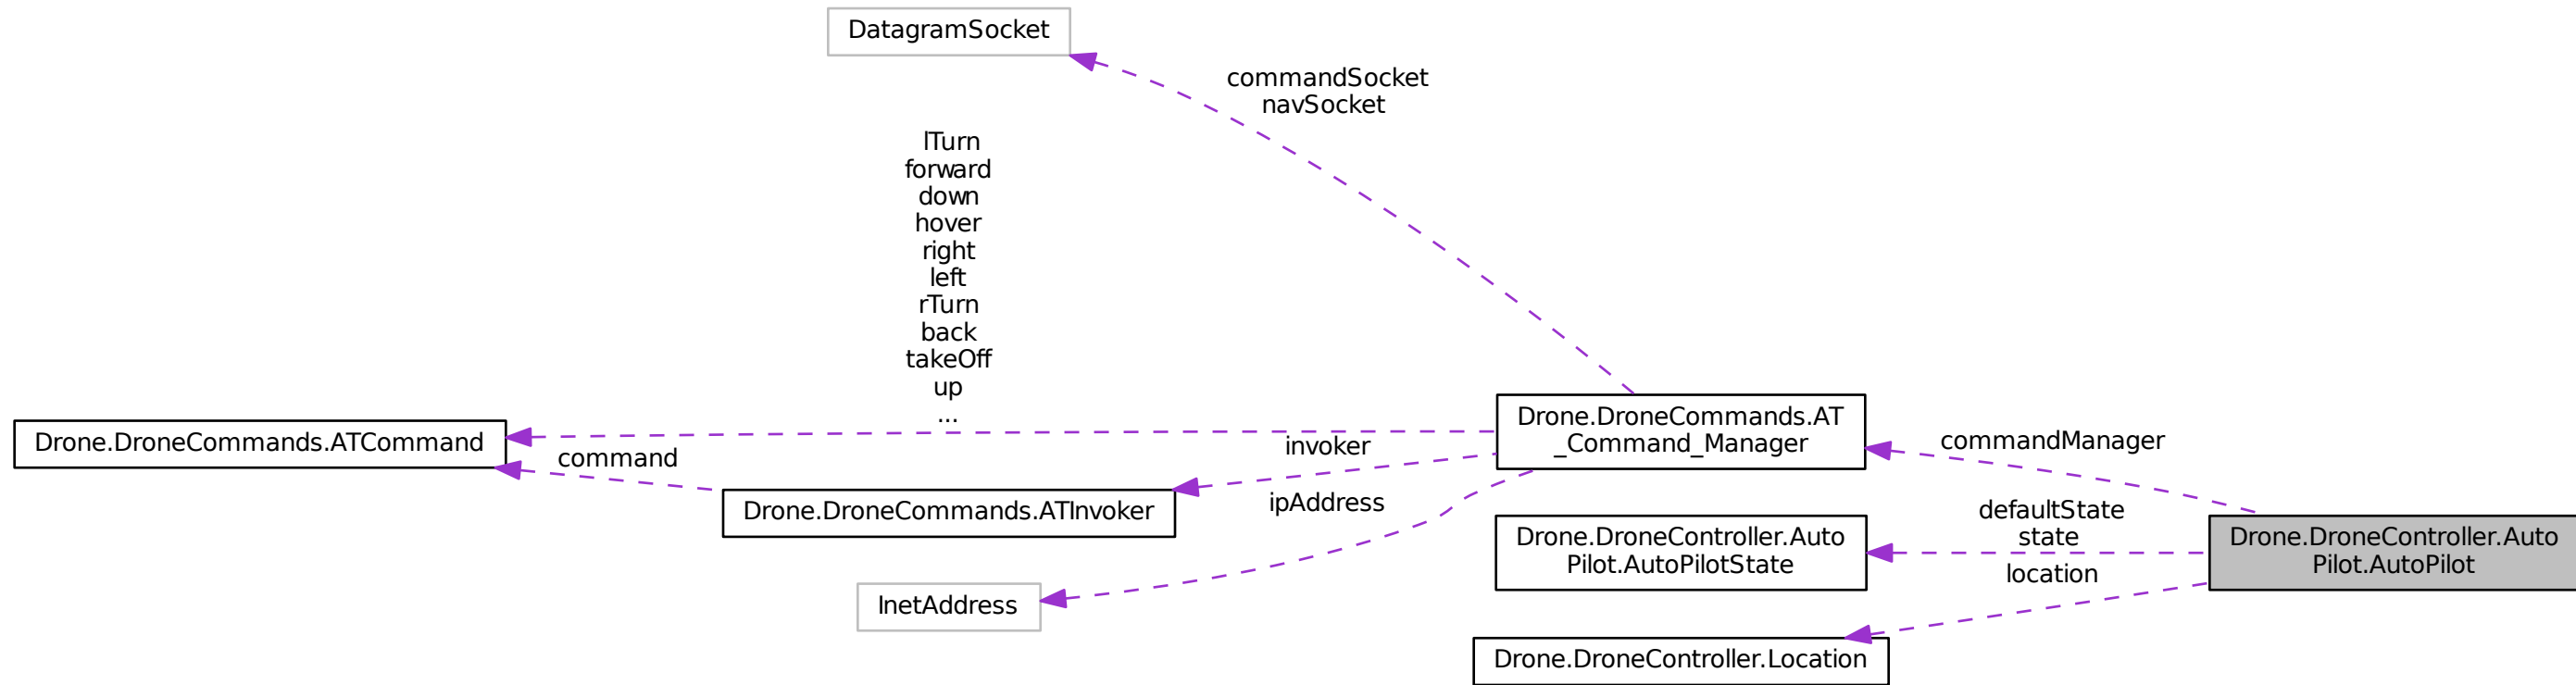 DatagramSocket
commandSocket
navSocket
lTurn
forward
down
hover
right
left
rTurn
back
takeOff
up
...
Drone.DroneCommands.ATCommand
command
Drone.DroneCommands.ATInvoker
invoker
ipAddress
InetAddress
Drone.DroneCommands.AT
_Command_Manager
commandManager
Drone.DroneController.Auto
Pilot.AutoPilotState
defaultState
state
location
Drone.DroneController.Location
Drone.DroneController.Auto
Pilot.AutoPilot